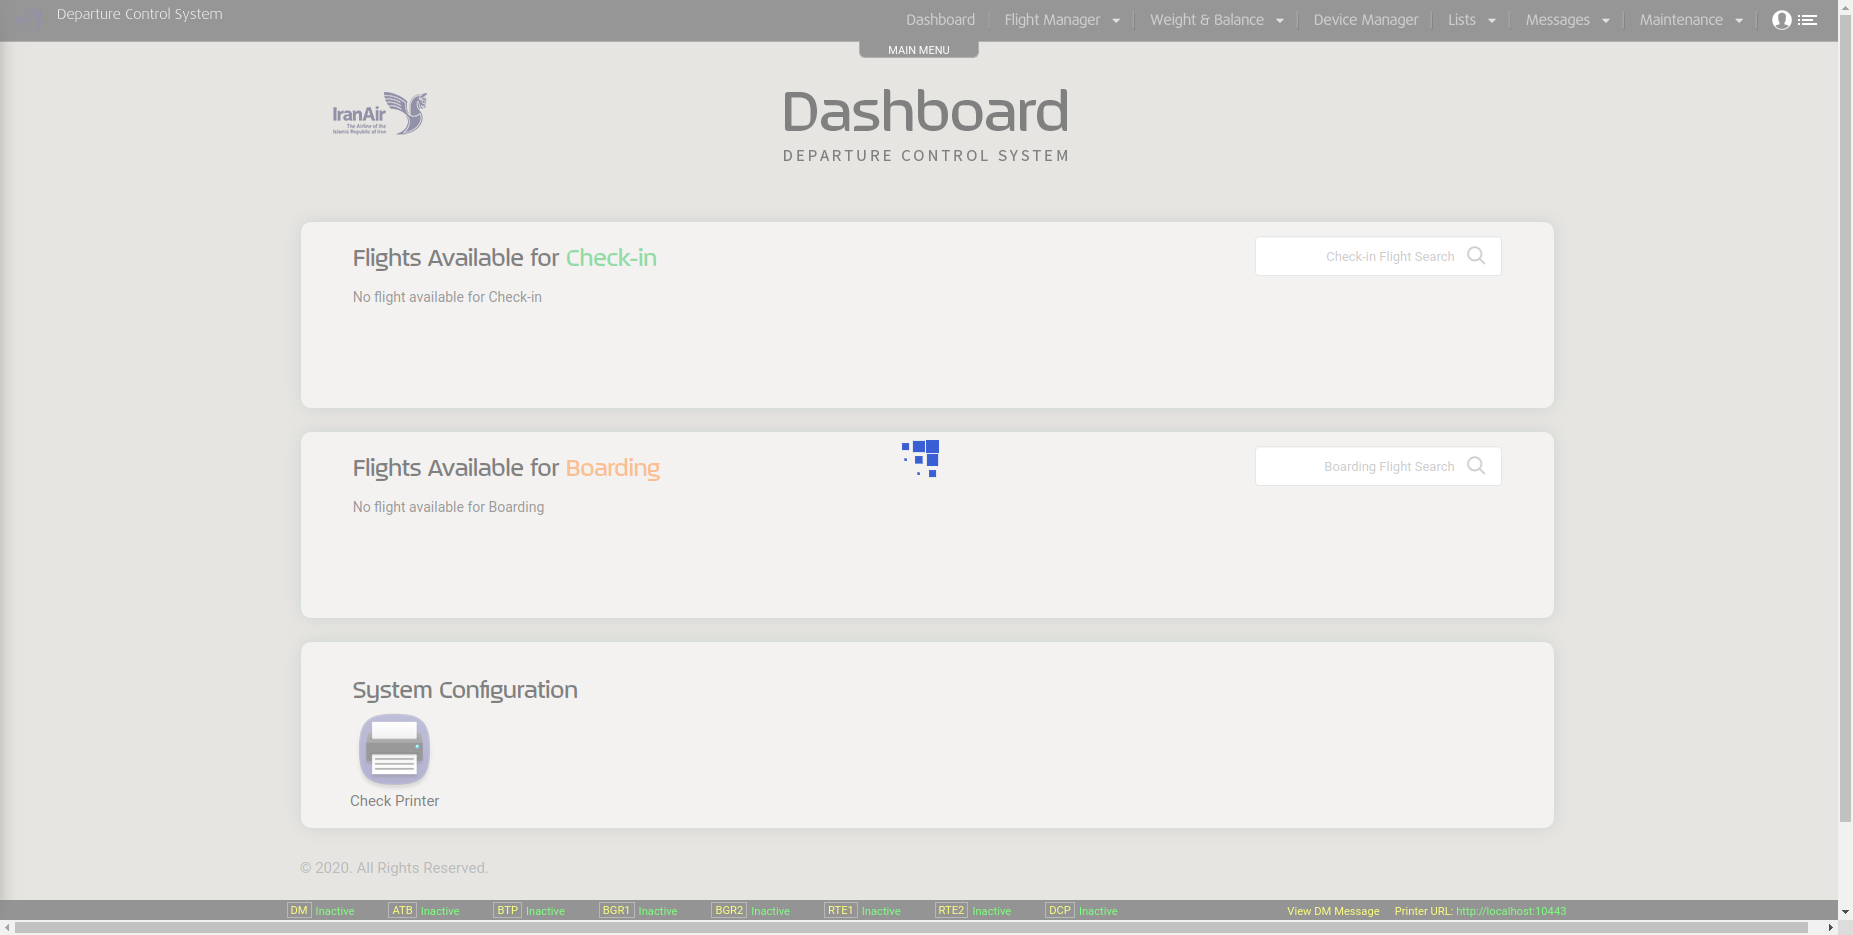 Departure Control System
Dashboard Flight Manager Weight & Balance Device Manager Lists Messages Maintenance
MAIN MENU
IranAir
The Airline of the
Islamic Republic of Iran
Dashboard
DEPARTURE CONTROL SYSTEM
Flights Available for Check-in
Check-in Flight Search
No flight available for Check-in
Flights Available for Boarding
Boarding Flight Search
No flight available for Boarding
System Configuration
Check Printer
© 2020. All Rights Reserved.
DM Inactive ATB Inactive BTP Inactive BGR1 Inactive BGR2 Inactive RTE1 Inactive RTE2 Inactive DCP Inactive View DM Message Printer URL: http://localhost:10443